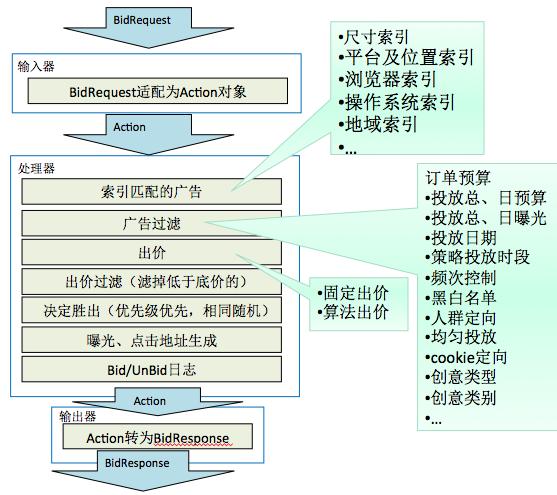 BidRequest
输入器
BidRequest适配为Action对象
Action
处理器
索引匹配的广告
广告过滤
出价
出价过滤（滤掉低于底价的）
决定胜出（优先级优先，相同随机）
曝光、点击地址生成
Bid/UnBid日志
Action
输出器
Action转为BidResponse
BidResponse
•尺寸索引
•平台及位置索引
•浏览器索引
•操作系统索引
•地域索引
•...
订单预算
•投放总、日预算
•投放总、日曝光
•投放日期
•策略投放时段
•频次控制
•黑白名单
•人群定向
•均匀投放
•cookie定向
•创意类型
•创意类别
•...
•固定出价
•算法出价